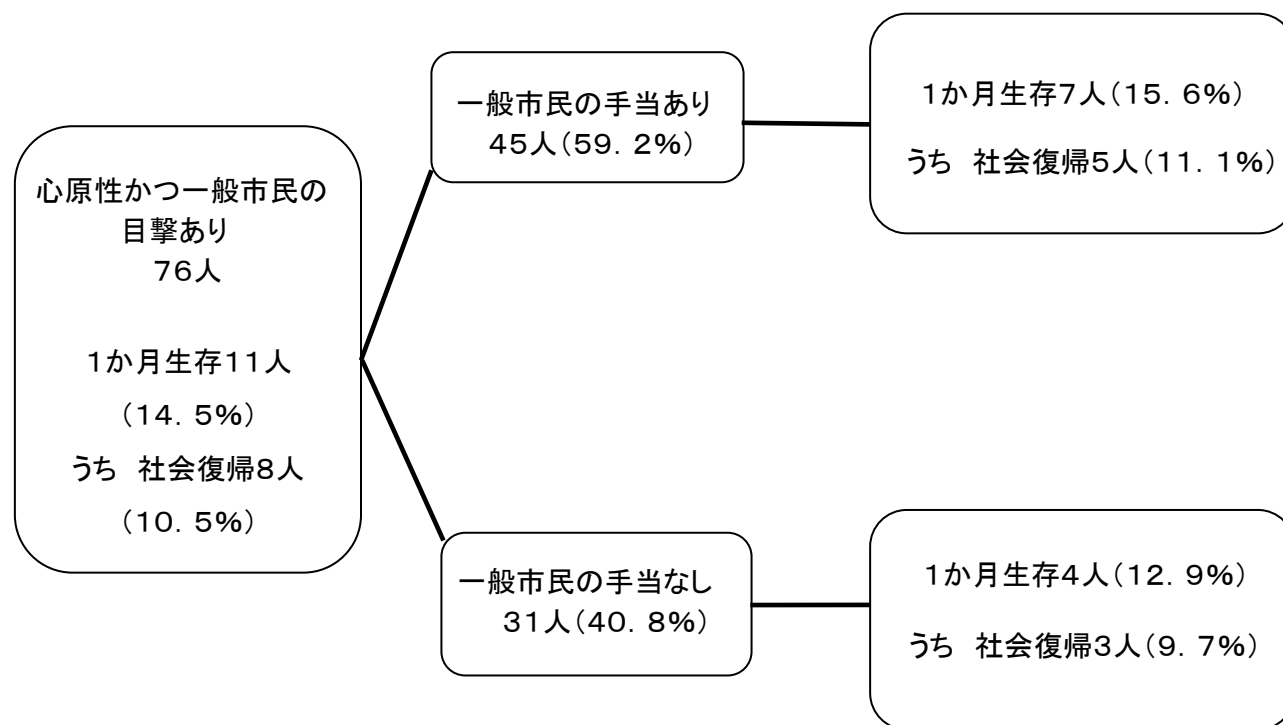 心原性かつ一般市民の
目撃あり
76人
1か月生存11人
(14.5%)
うち 社会復帰8人
(10.5%)
一般市民の手当あり
45人(59.2%)
1か月生存7人(15.6%)
うち 社会復帰5人(11.1%)
一般市民の手当なし
31人(40.8%)
1か月生存4人(12.9%)
うち 社会復帰3人(9.7%)